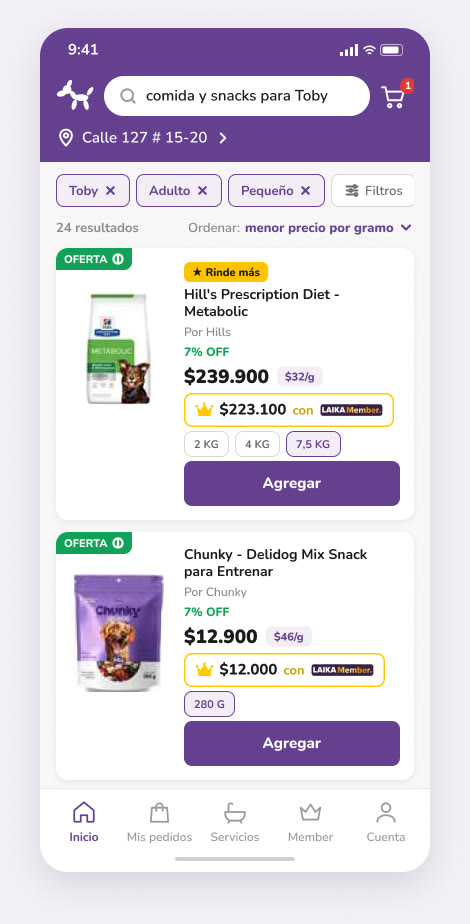 9:41
comida y snacks para Toby
1
Calle 127 # 15-20
Toby
Adulto
Pequeño
Filtros
24 resultados
Ordenar: menor precio por gramo
OFERTA
★ Rinde más
Hill's Prescription Diet -
Metabolic
Por Hills
7% OFF
$239.900 $32/g
$223.100 con LAIKA Member.
2 KG 4 KG 7,5 KG
Agregar
Hill's
METABOLIC
OFERTA
Chunky - Delidog Mix Snack
para Entrenar
Por Chunky
7% OFF
$12.900 $46/g
$12.000 con LAIKA Member.
280 G
Agregar
Chunky
Inicio
Mis pedidos
Servicios
Member
Cuenta